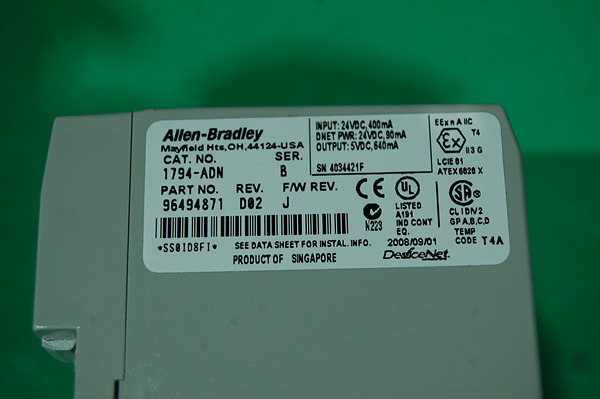 Allen-Bradley
Mayfield Hts,OH,44124-USA
CAT. NO. SER.
1794-ADN B
PART NO. REV. F/W REV.
96494871 D02 J
*SS0ID8FI*
SEE DATA SHEET FOR INSTAL. INFO.
PRODUCT OF SINGAPORE
INPUT: 24VDC, 400mA
DNET PWR: 24VDC, 90mA
OUTPUT: 5VDC, 640mA
SN 4034421F
EEx n A IIC
Ex T4
II 3 G
LCIE 01
ATEX 6020 X
CE UL
N223
LISTED
A191
IND CONT
EQ.
2008/09/01
DeviceNet
SA
CL I DIV 2
GP A,B,C,D
TEMP
CODE T4A